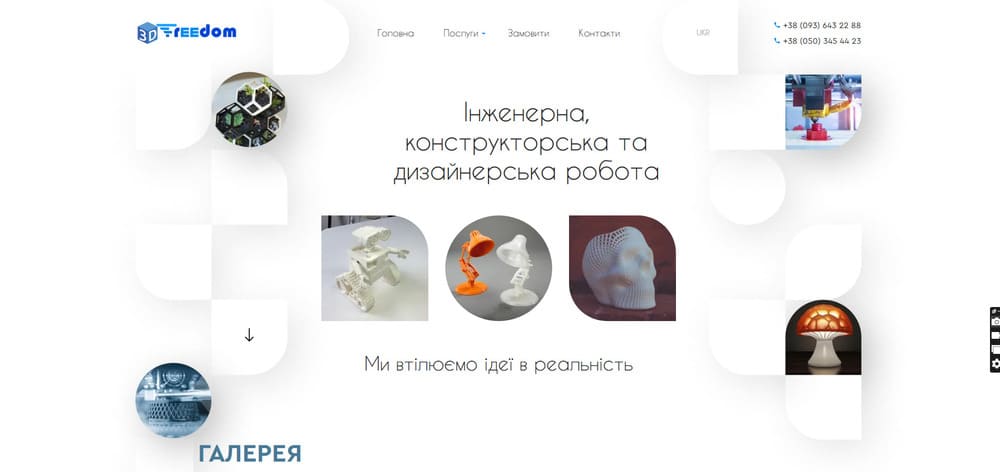 3D Freedom
Головна Послуги Замовити Контакти
UKR
+38 (093) 643 22 88
+38 (050) 345 44 23
Інженерна,
конструкторська та
дизайнерська робота
Ми втілюємо ідеї в реальність
ГАЛЕРЕЯ